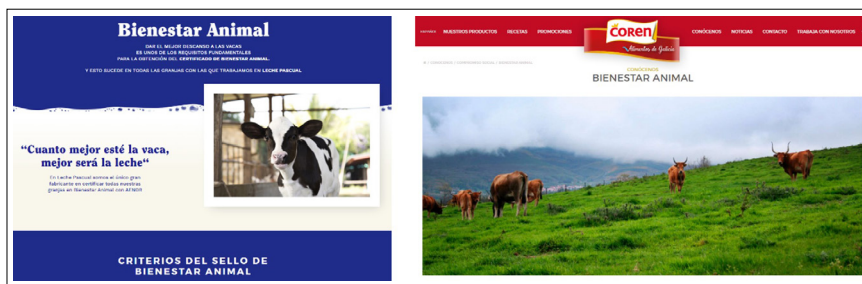 Bienestar Animal
DAR EL MEJOR DESCANSO A LAS VACAS
ES UNOS DE LOS REQUISITOS FUNDAMENTALES
PARA LA OBTENCIÓN DEL CERTIFICADO DE BIENESTAR ANIMAL.
Y ESTO SUCEDE EN TODAS LAS GRANJAS CON LAS QUE TRABAJAMOS EN LECHE PASCUAL
“Cuanto mejor esté la vaca,
mejor será la leche“
En Leche Pascual somos el único gran
fabricante en certificar todas nuestras
granjas en Bienestar Animal con AENOR
CRITERIOS DEL SELLO DE
BIENESTAR ANIMAL
NUESTROS PRODUCTOS RECETAS PROMOCIONES
COREN
Alimentos de Galicia
CONÓCENOS NOTICIAS CONTACTO TRABAJA CON NOSOTROS
CONÓCENOS
BIENESTAR ANIMAL